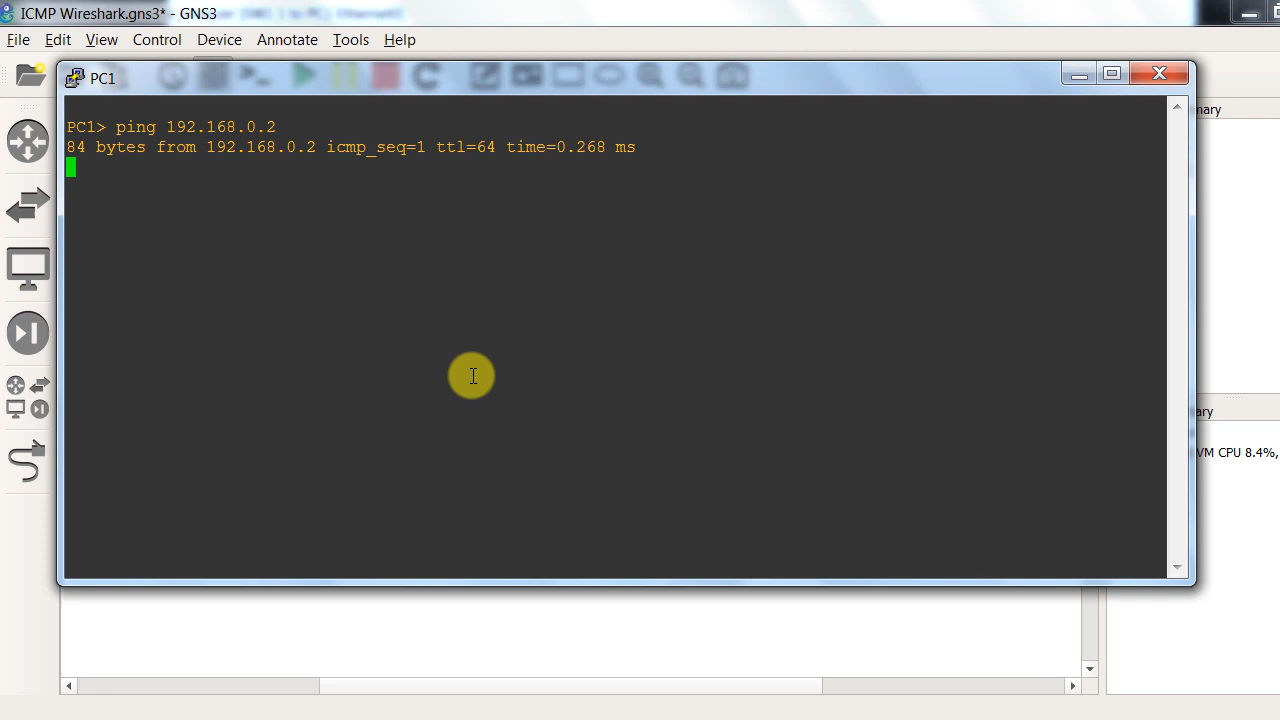 ICMP Wireshark.gns3* - GNS3
File Edit View Control Device Annotate Tools Help
PC1
mary
PC1> ping 192.168.0.2
84 bytes from 192.168.0.2 icmp_seq=1 ttl=64 time=0.268 ms
ary
VM CPU 8.4%,